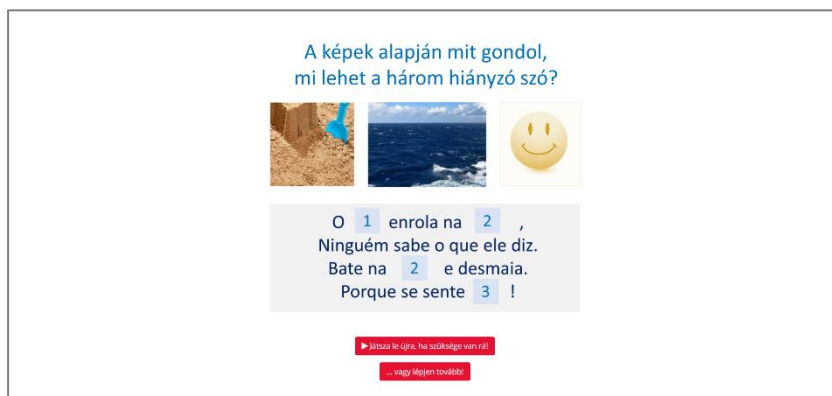 A képek alapján mit gondol,
mi lehet a három hiányzó szó?
O 1 enrola na 2 ,
Ninguém sabe o que ele diz.
Bate na 2 e desmaia.
Porque se sente 3 !
▶ Játsza le újra, ha szüksége van rá!
... vagy lépjen tovább!